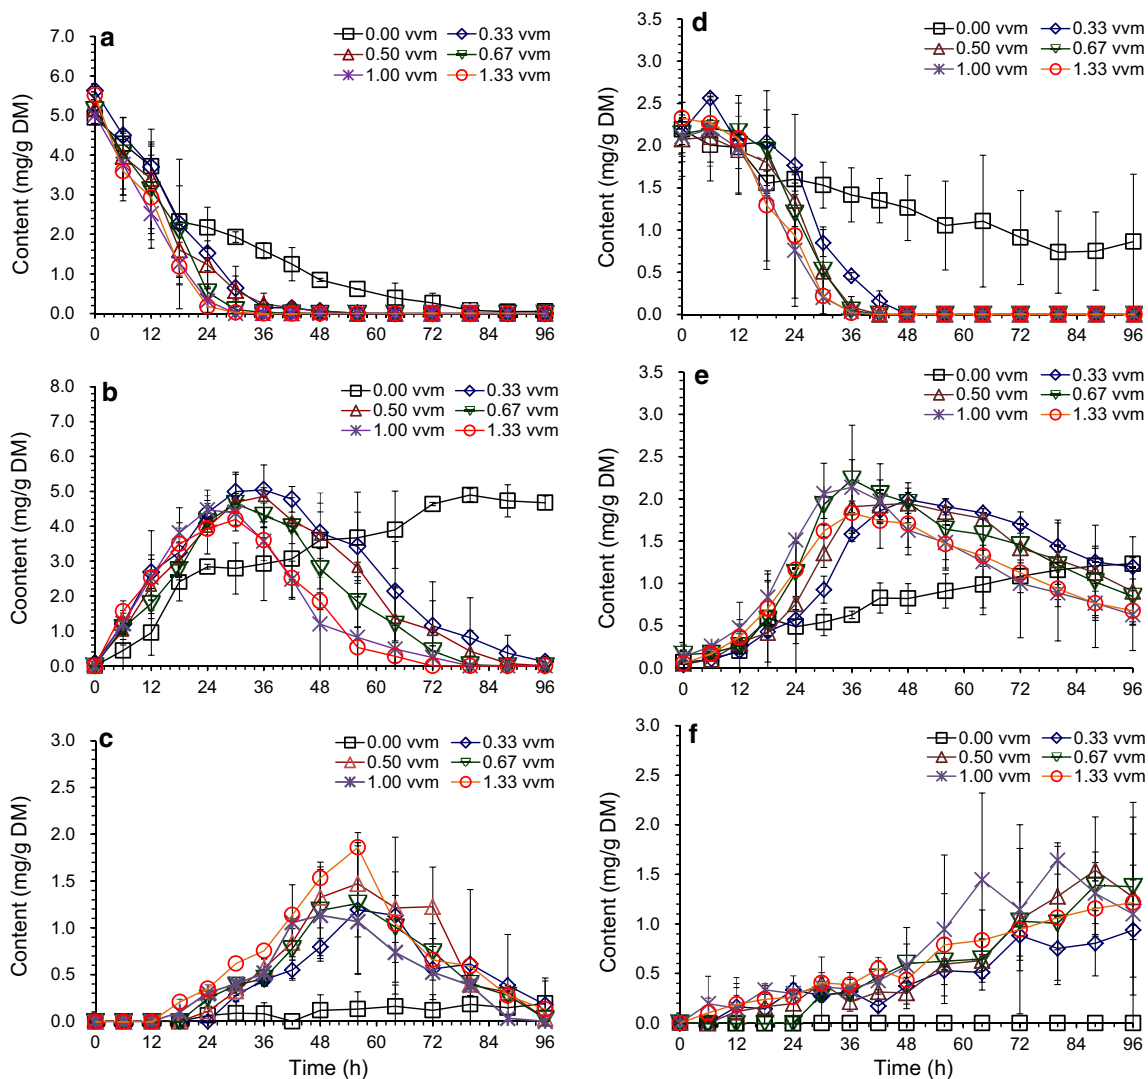 a
0.00 vvm 0.33 vvm
0.50 vvm 0.67 vvm
1.00 vvm 1.33 vvm
Content (mg/g DM)
7.0
6.0
5.0
4.0
3.0
2.0
1.0
0.0
0 12 24 36 48 60 72 84 96
d
0.00 vvm 0.33 vvm
0.50 vvm 0.67 vvm
1.00 vvm 1.33 vvm
Content (mg/g DM)
3.5
3.0
2.5
2.0
1.5
1.0
0.5
0.0
0 12 24 36 48 60 72 84 96
b
0.00 vvm 0.33 vvm
0.50 vvm 0.67 vvm
1.00 vvm 1.33 vvm
Coontent (mg/g DM)
8.0
7.0
6.0
5.0
4.0
3.0
2.0
1.0
0.0
0 12 24 36 48 60 72 84 96
e
0.00 vvm 0.33 vvm
0.50 vvm 0.67 vvm
1.00 vvm 1.33 vvm
Content (mg/g DM)
3.5
3.0
2.5
2.0
1.5
1.0
0.5
0.0
0 12 24 36 48 60 72 84 96
c
0.00 vvm 0.33 vvm
0.50 vvm 0.67 vvm
1.00 vvm 1.33 vvm
Content (mg/g DM)
3.0
2.5
2.0
1.5
1.0
0.5
0.0
0 12 24 36 48 60 72 84 96
Time (h)
f
0.00 vvm 0.33 vvm
0.50 vvm 0.67 vvm
1.00 vvm 1.33 vvm
Content (mg/g DM)
3.0
2.5
2.0
1.5
1.0
0.5
0.0
0 12 24 36 48 60 72 84 96
Time (h)